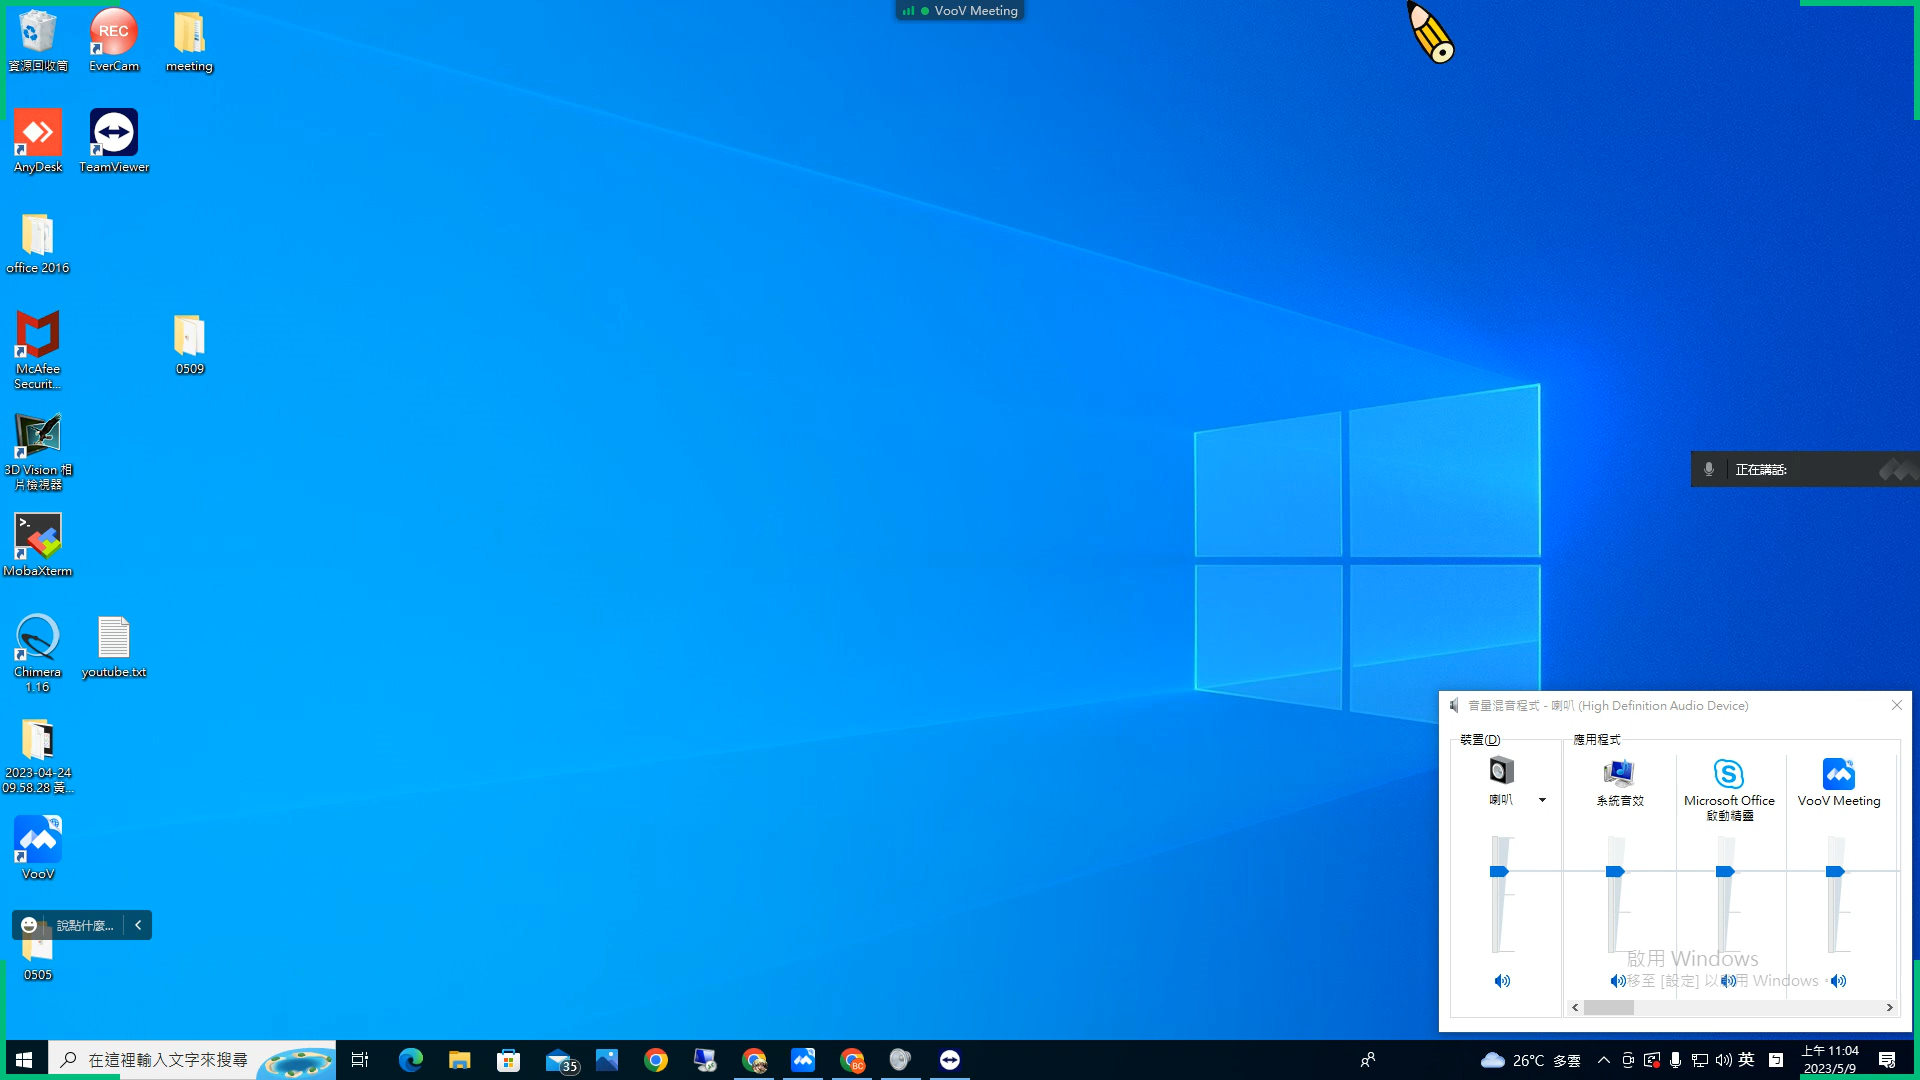 VooV Meeting
資源回收筒
REC
EverCam
meeting
AnyDesk
TeamViewer
office 2016
McAfee
Securit...
0509
3D Vision 相
片檢視器
MobaXterm
Chimera
1.16
youtube.txt
2023-04-24
09.58.28 黃...
VooV
說點什麼...
0505
正在講話:
音量混音程式 - 喇叭 (High Definition Audio Device)
裝置(D)
應用程式
喇叭
系統音效
Microsoft Office
啟動精靈
VooV Meeting
啟用 Windows
移至 [設定] 以啟用 Windows。
在這裡輸入文字來搜尋
35
BC
26°C 多雲
英
上午 11:04
2023/5/9